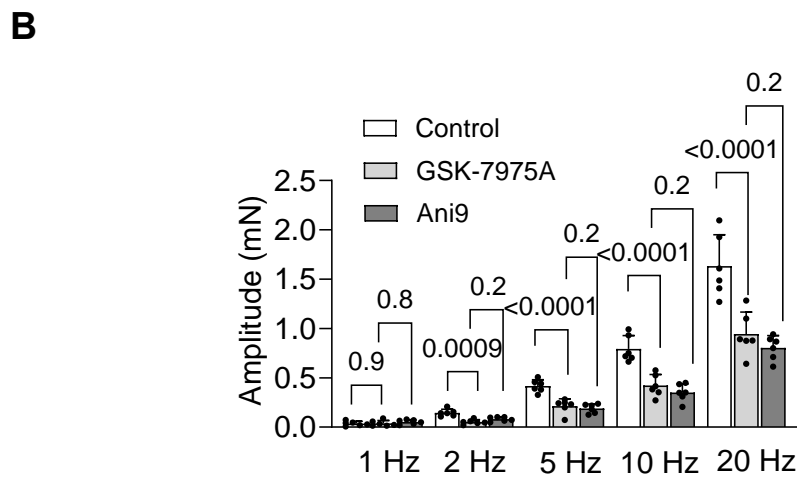 B
0.2
Control
<0.0001
GSK-7975A
2.5
0.2
Ani9
2.0
0.2
<0.0001
1.5
0.8
0.2
<0.0001
1.0
0.9
0.0009
0.5
0.0
Amplitude (mN)
1 Hz 2 Hz 5 Hz 10 Hz 20 Hz